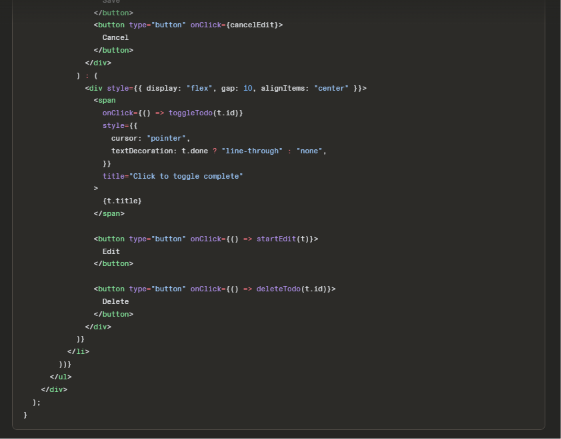 Save
</button>
<button type="button" onClick={cancelEdit}>
Cancel
</button>
</div>
) : (
<div style={{ display: "flex", gap: 10, alignItems: "center" }}>
<span
onClick={() => toggleTodo(t.id)}
style={{
cursor: "pointer",
textDecoration: t.done ? "line-through" : "none",
}}
title="Click to toggle complete"
>
{t.title}
</span>
<button type="button" onClick={() => startEdit(t)}>
Edit
</button>
<button type="button" onClick={() => deleteTodo(t.id)}>
Delete
</button>
</div>
)}
</li>
))}
</ul>
</div>
);
}